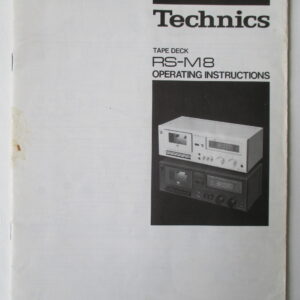 Technics
TAPE DECK
RS-M8
OPERATING INSTRUCTIONS